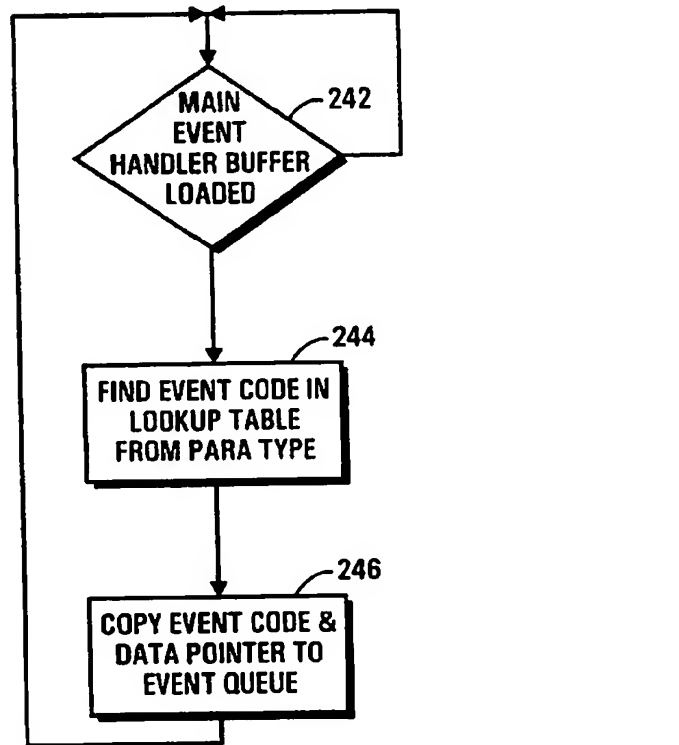 MAIN
EVENT
HANDLER BUFFER
LOADED
242
FIND EVENT CODE IN
LOOKUP TABLE
FROM PARA TYPE
244
COPY EVENT CODE &
DATA POINTER TO
EVENT QUEUE
246